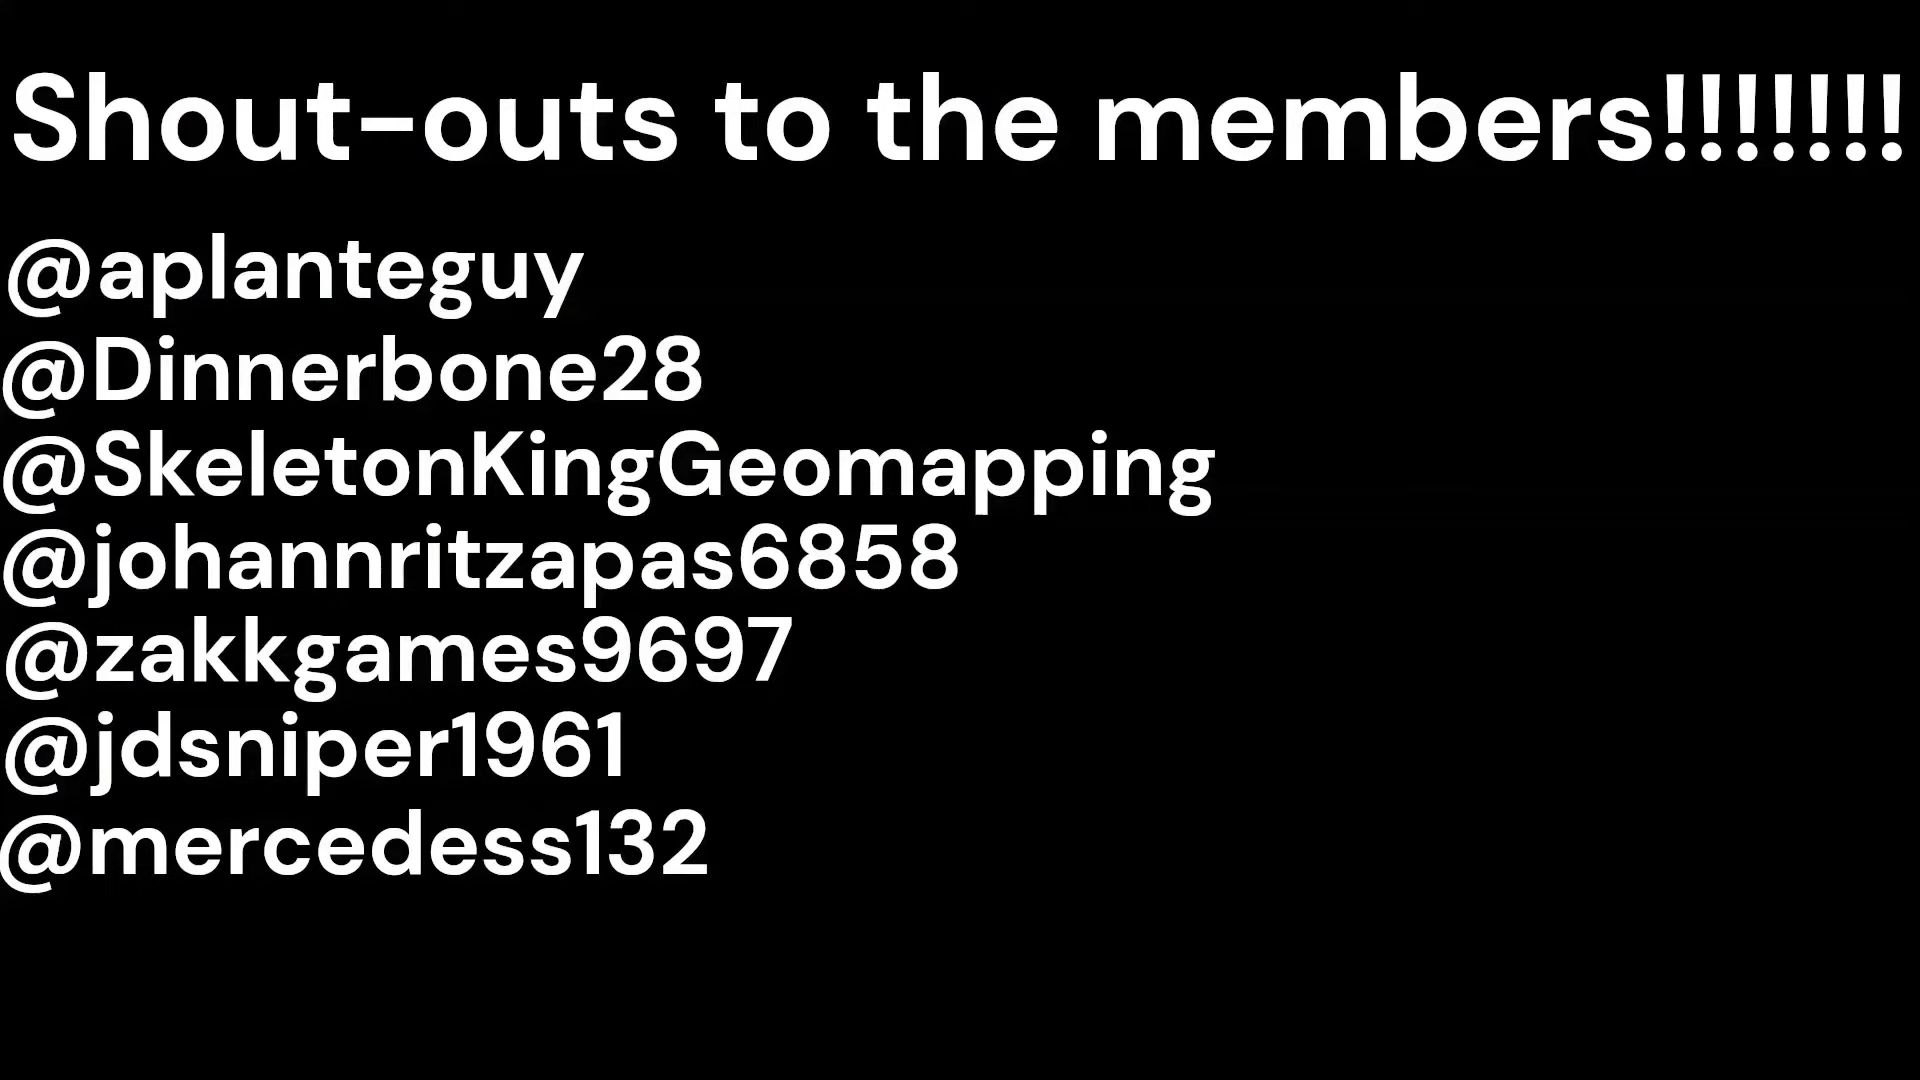 Shout-outs to the members!!!!!!!
@aplanteguy
@Dinnerbone28
@SkeletonKingGeomapping
@johannritzapas6858
@zakkgames9697
@jdsniper1961
@mercedess132